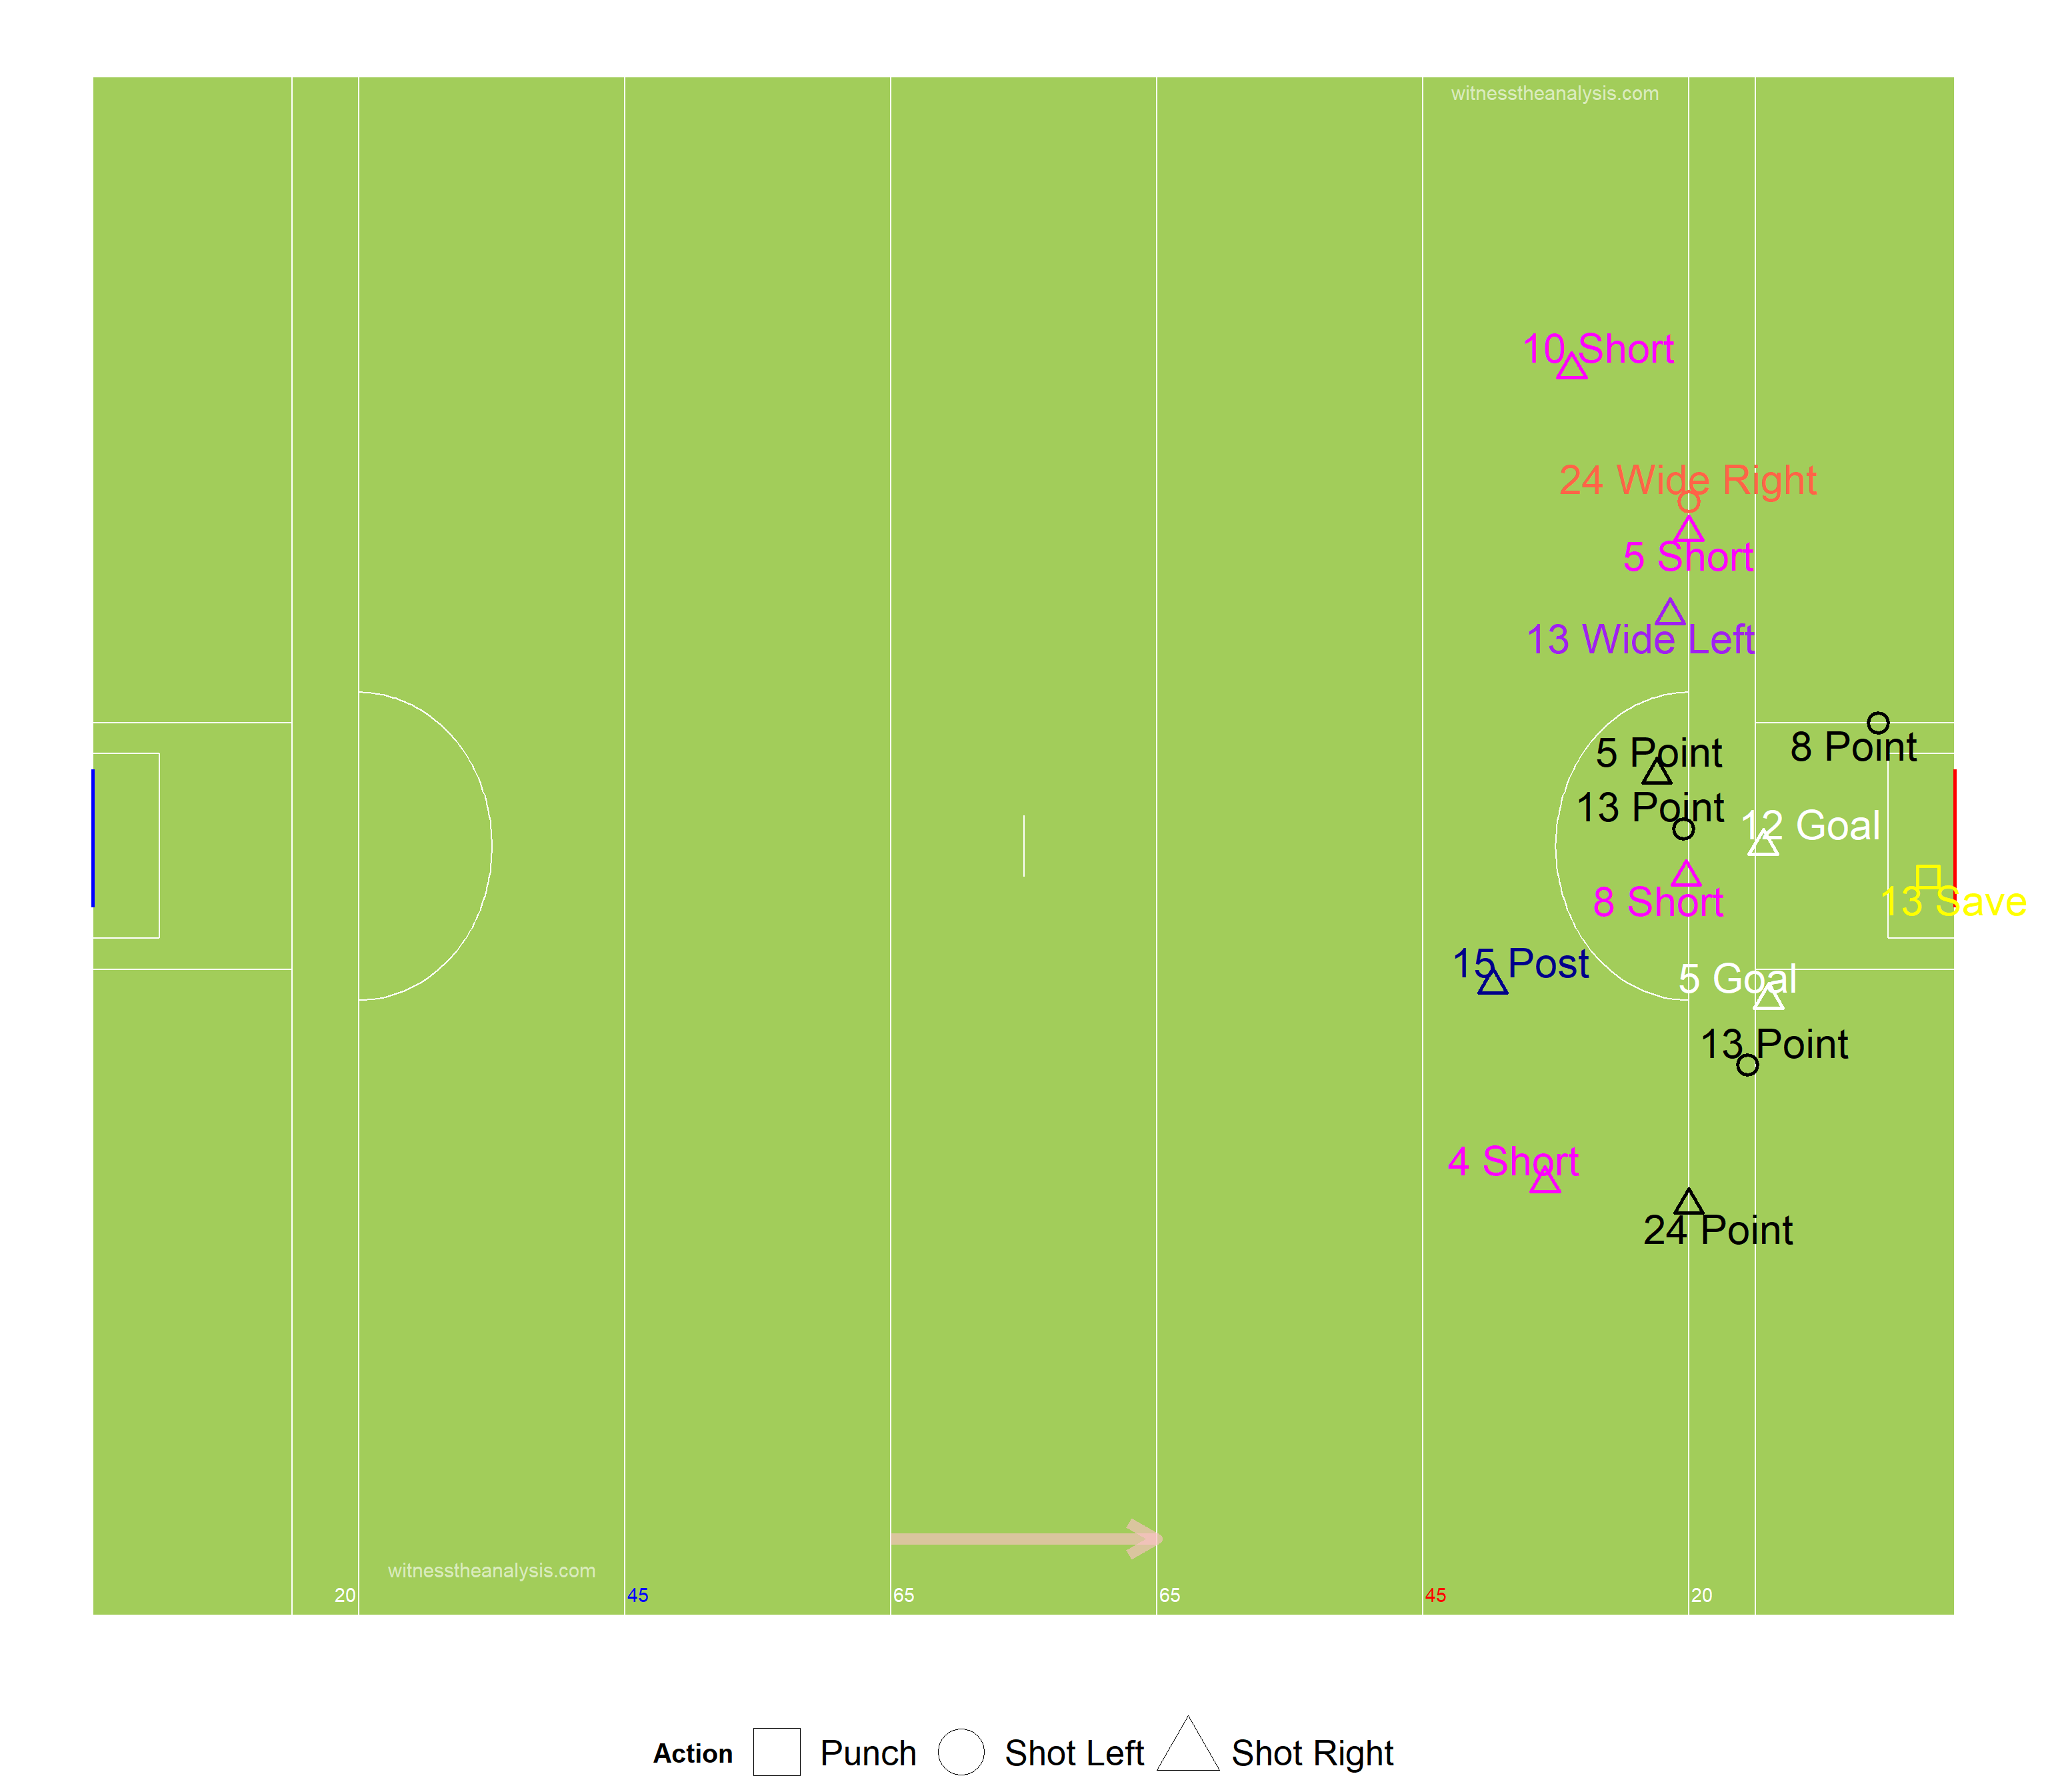 witnesstheanalysis.com
10 Short
24 Wide Right
5 Short
13 Wide Left
8 Point
5 Point
13 Point
12 Goal
8 Short
13 Save
15 Post
5 Goal
13 Point
4 Short
24 Point
witnesstheanalysis.com
20
45
65
65
45
20
Action Punch Shot Left Shot Right